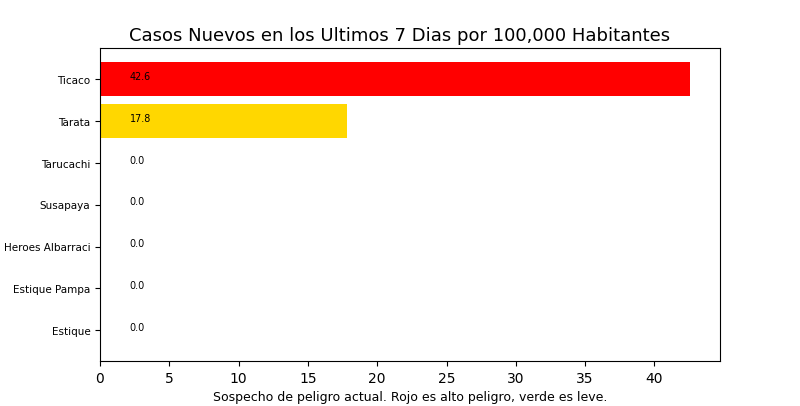 Casos Nuevos en los Ultimos 7 Dias por 100,000 Habitantes
Ticaco 42.6
Tarata 17.8
Tarucachi 0.0
Susapaya 0.0
Heroes Albarraci 0.0
Estique Pampa 0.0
Estique 0.0
0 5 10 15 20 25 30 35 40
Sospecho de peligro actual. Rojo es alto peligro, verde es leve.